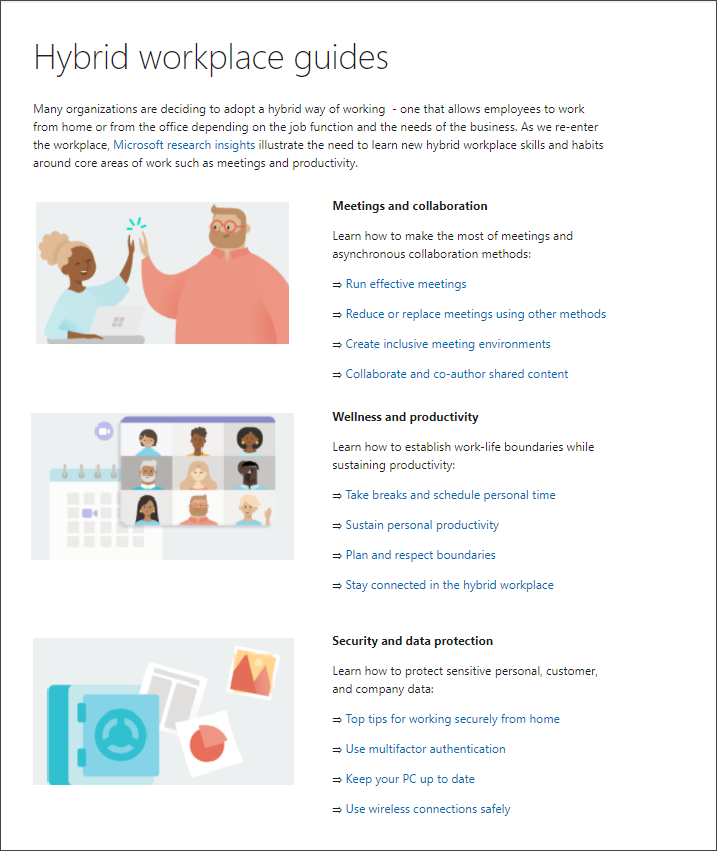 Hybrid workplace guides
Many organizations are deciding to adopt a hybrid way of working  - one that allows employees to work
from home or from the office depending on the job function and the needs of the business. As we re-enter
the workplace, Microsoft research insights illustrate the need to learn new hybrid workplace skills and habits
around core areas of work such as meetings and productivity.
Meetings and collaboration
Learn how to make the most of meetings and
asynchronous collaboration methods:
⇒ Run effective meetings
⇒ Reduce or replace meetings using other methods
⇒ Create inclusive meeting environments
⇒ Collaborate and co-author shared content
Wellness and productivity
Learn how to establish work-life boundaries while
sustaining productivity:
⇒ Take breaks and schedule personal time
⇒ Sustain personal productivity
⇒ Plan and respect boundaries
⇒ Stay connected in the hybrid workplace
Security and data protection
Learn how to protect sensitive personal, customer,
and company data:
⇒ Top tips for working securely from home
⇒ Use multifactor authentication
⇒ Keep your PC up to date
⇒ Use wireless connections safely